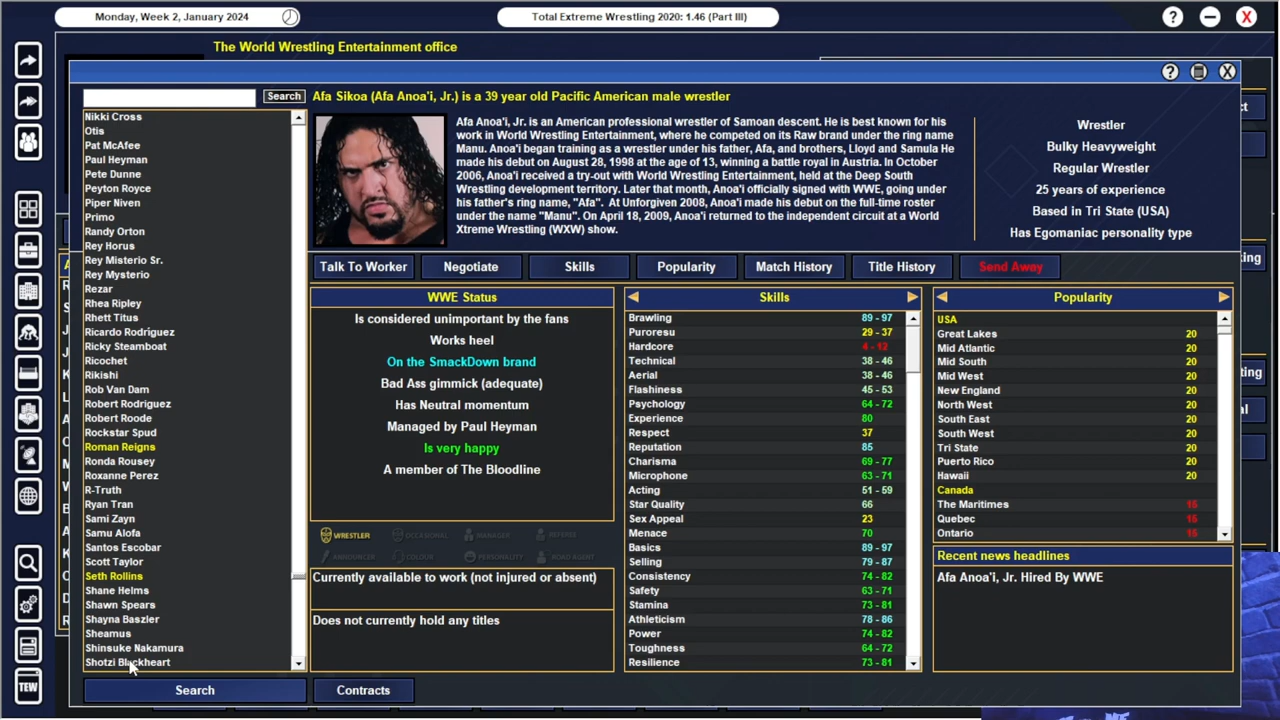 Monday, Week 2, January 2024
Total Extreme Wrestling 2020: 1.46 (Part III)
? X
The World Wrestling Entertainment office
? X
Search
Afa Sikoa (Afa Anoa'i, Jr.) is a 39 year old Pacific American male wrestler
Nikki Cross
Otis
Pat McAfee
Paul Heyman
Pete Dunne
Peyton Royce
Piper Niven
Primo
Randy Orton
Rey Horus
Rey Misterio Sr.
Rey Mysterio
Rezar
Rhea Ripley
Rhett Titus
Ricardo Rodriguez
Ricky Steamboat
Ricochet
Rikishi
Rob Van Dam
Robert Rodriguez
Robert Roode
Rockstar Spud
Roman Reigns
Ronda Rousey
Roxanne Perez
R-Truth
Ryan Tran
Sami Zayn
Samu Alofa
Santos Escobar
Scott Taylor
Seth Rollins
Shane Helms
Shawn Spears
Shayna Baszler
Sheamus
Shinsuke Nakamura
Shotzi Blackheart
Search
Contracts
Afa Anoa'i, Jr. is an American professional wrestler of Samoan descent. He is best known for his
work in World Wrestling Entertainment, where he competed on its Raw brand under the ring name
Manu. Anoa'i began training as a wrestler under his father, Afa, and brothers, Lloyd and Samula He
made his debut on August 28, 1998 at the age of 13, winning a battle royal in Austria. In October
2006, Anoa'i received a try-out with World Wrestling Entertainment, held at the Deep South
Wrestling development territory. Later that month, Anoa'i officially signed with WWE, going under
his father's ring name, "Afa". At Unforgiven 2008, Anoa'i made his debut on the full-time roster
under the name "Manu". On April 18, 2009, Anoa'i returned to the independent circuit at a World
Xtreme Wrestling (WXW) show.
Wrestler
Bulky Heavyweight
Regular Wrestler
25 years of experience
Based in Tri State (USA)
Has Egomaniac personality type
Talk To Worker
Negotiate
Skills
Popularity
Match History
Title History
Send Away
WWE Status
Is considered unimportant by the fans
Works heel
On the SmackDown brand
Bad Ass gimmick (adequate)
Has Neutral momentum
Managed by Paul Heyman
Is very happy
A member of The Bloodline
WRESTLER OCCASIONAL MANAGER REFEREE
ANNOUNCER COLOUR PERSONALITY ROAD AGENT
Currently available to work (not injured or absent)
Does not currently hold any titles
Skills
Brawling 89 - 97
Puroresu 29 - 37
Hardcore 4 - 12
Technical 38 - 46
Aerial 38 - 46
Flashiness 45 - 53
Psychology 64 - 72
Experience 80
Respect 37
Reputation 85
Charisma 69 - 77
Microphone 63 - 71
Acting 51 - 59
Star Quality 66
Sex Appeal 23
Menace 70
Basics 89 - 97
Selling 79 - 87
Consistency 74 - 82
Safety 63 - 71
Stamina 73 - 81
Athleticism 78 - 86
Power 74 - 82
Toughness 64 - 72
Resilience 73 - 81
Popularity
USA
Great Lakes 20
Mid Atlantic 20
Mid South 20
Mid West 20
New England 20
North West 20
South East 20
South West 20
Tri State 20
Puerto Rico 20
Hawaii 20
Canada
The Maritimes 15
Quebec 15
Ontario 15
Recent news headlines
Afa Anoa'i, Jr. Hired By WWE
TEW